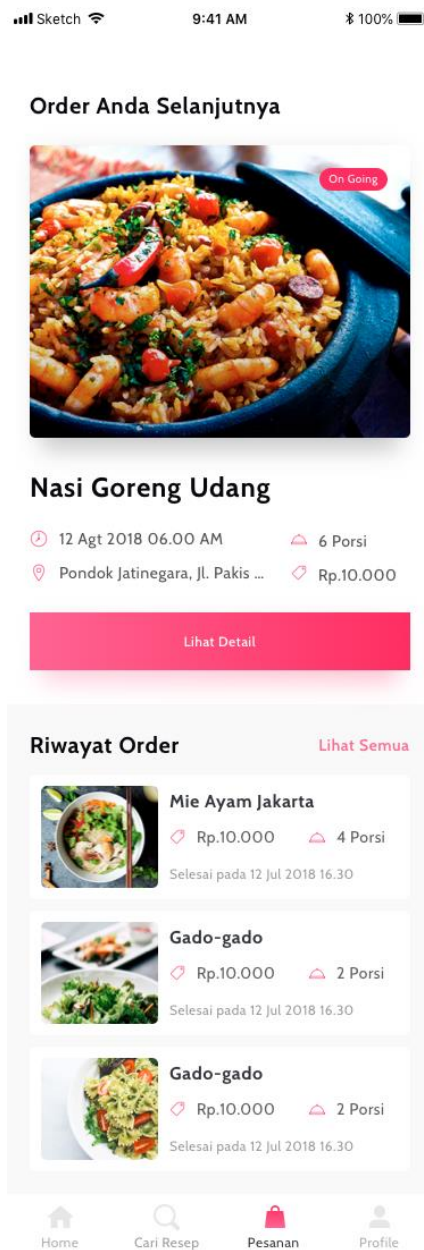 Sketch
9:41 AM
100%
Order Anda Selanjutnya
On Going
Nasi Goreng Udang
12 Agt 2018 06.00 AM
6 Porsi
Pondok Jatinegara, Jl. Pakis ...
Rp.10.000
Lihat Detail
Riwayat Order
Lihat Semua
Mie Ayam Jakarta
Rp.10.000
4 Porsi
Selesai pada 12 Jul 2018 16.30
Gado-gado
Rp.10.000
2 Porsi
Selesai pada 12 Jul 2018 16.30
Gado-gado
Rp.10.000
2 Porsi
Selesai pada 12 Jul 2018 16.30
Home
Cari Resep
Pesanan
Profile